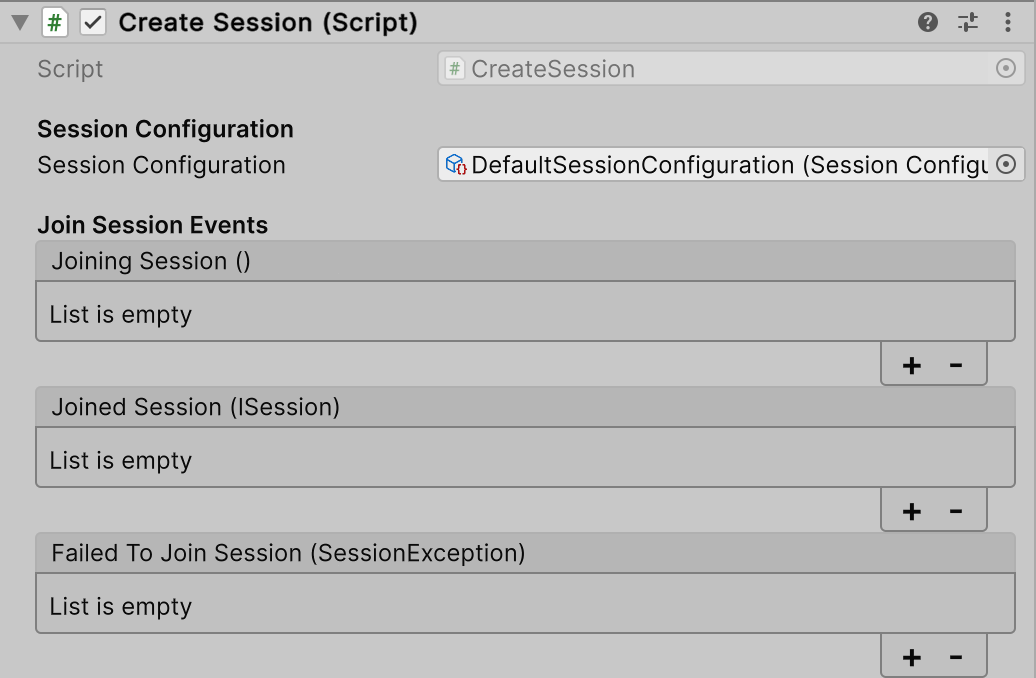 Create Session (Script)
Script
# CreateSession
Session Configuration
Session Configuration
DefaultSessionConfiguration (Session Configu
Join Session Events
Joining Session ()
List is empty
+ -
Joined Session (ISession)
List is empty
+ -
Failed To Join Session (SessionException)
List is empty
+ -